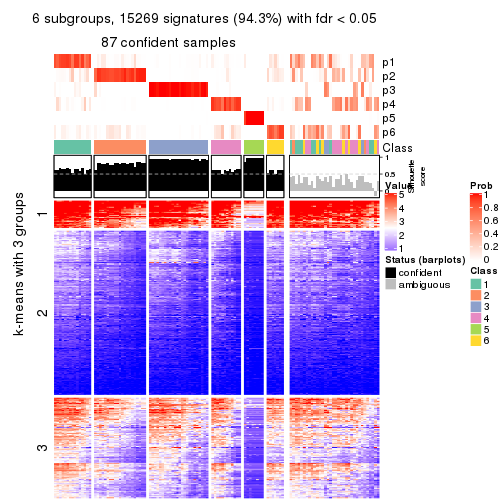 6 subgroups, 15269 signatures (94.3%) with fdr < 0.05
87 confident samples
p1
p2
p3
p4
p5
p6
Class
1
0.5
0
Silhouette
score
k-means with 3 groups
1
2
3
Value
5
4
3
2
1
Status (barplots)
confident
ambiguous
Prob
1
0.8
0.6
0.4
0.2
0
Class
1
2
3
4
5
6